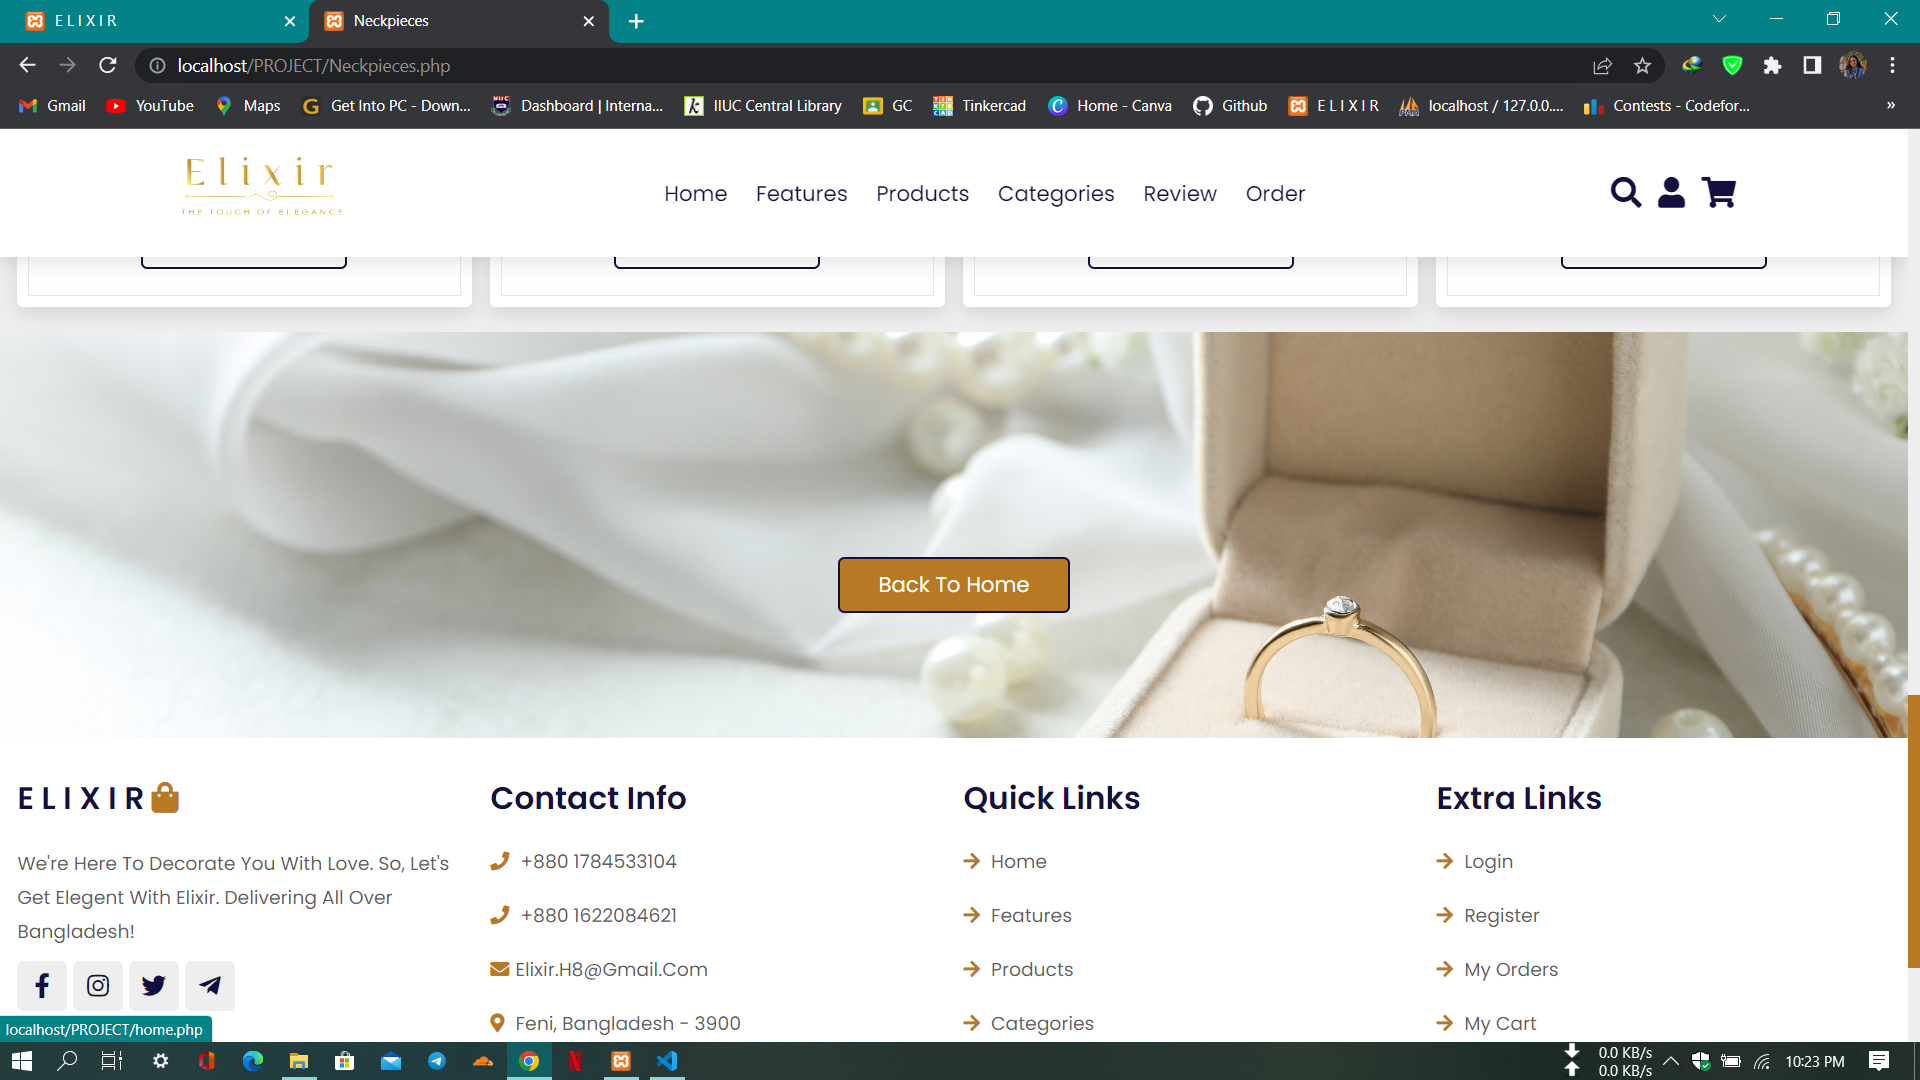 E L I X I R
Neckpieces
localhost/PROJECT/Neckpieces.php
Gmail
YouTube
Maps
Get Into PC - Down...
Dashboard | Interna...
IIUC Central Library
GC
Tinkercad
Home - Canva
Github
E L I X I R
localhost / 127.0.0....
Contests - Codefor...
»
Elixir
THE TOUCH OF ELEGANCE
Home
Features
Products
Categories
Review
Order
Back To Home
E L I X I R
We're Here To Decorate You With Love. So, Let's
Get Elegent With Elixir. Delivering All Over
Bangladesh!
Contact Info
+880 1784533104
+880 1622084621
Elixir.H8@Gmail.Com
Feni, Bangladesh - 3900
Quick Links
Home
Features
Products
Categories
Extra Links
Login
Register
My Orders
My Cart
localhost/PROJECT/home.php
0.0 KB/s
0.0 KB/s
10:23 PM